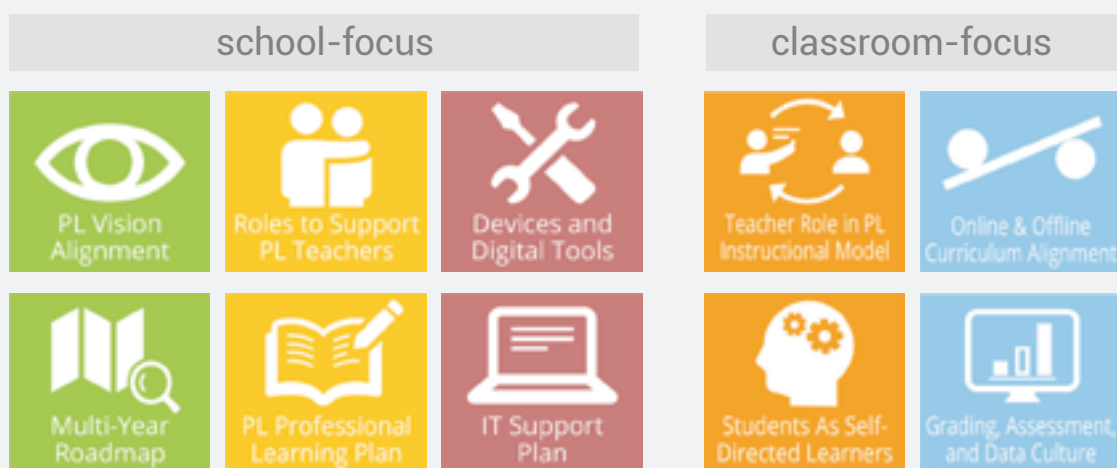 school-focus
classroom-focus
PL Vision
Alignment
Roles to Support
PL Teachers
Devices and
Digital Tools
Teacher Role in PL
Instructional Model
Online & Offline
Curriculum Alignment
Multi-Year
Roadmap
PL Professional
Learning Plan
IT Support
Plan
Students As Self-
Directed Learners
Grading, Assessment,
and Data Culture